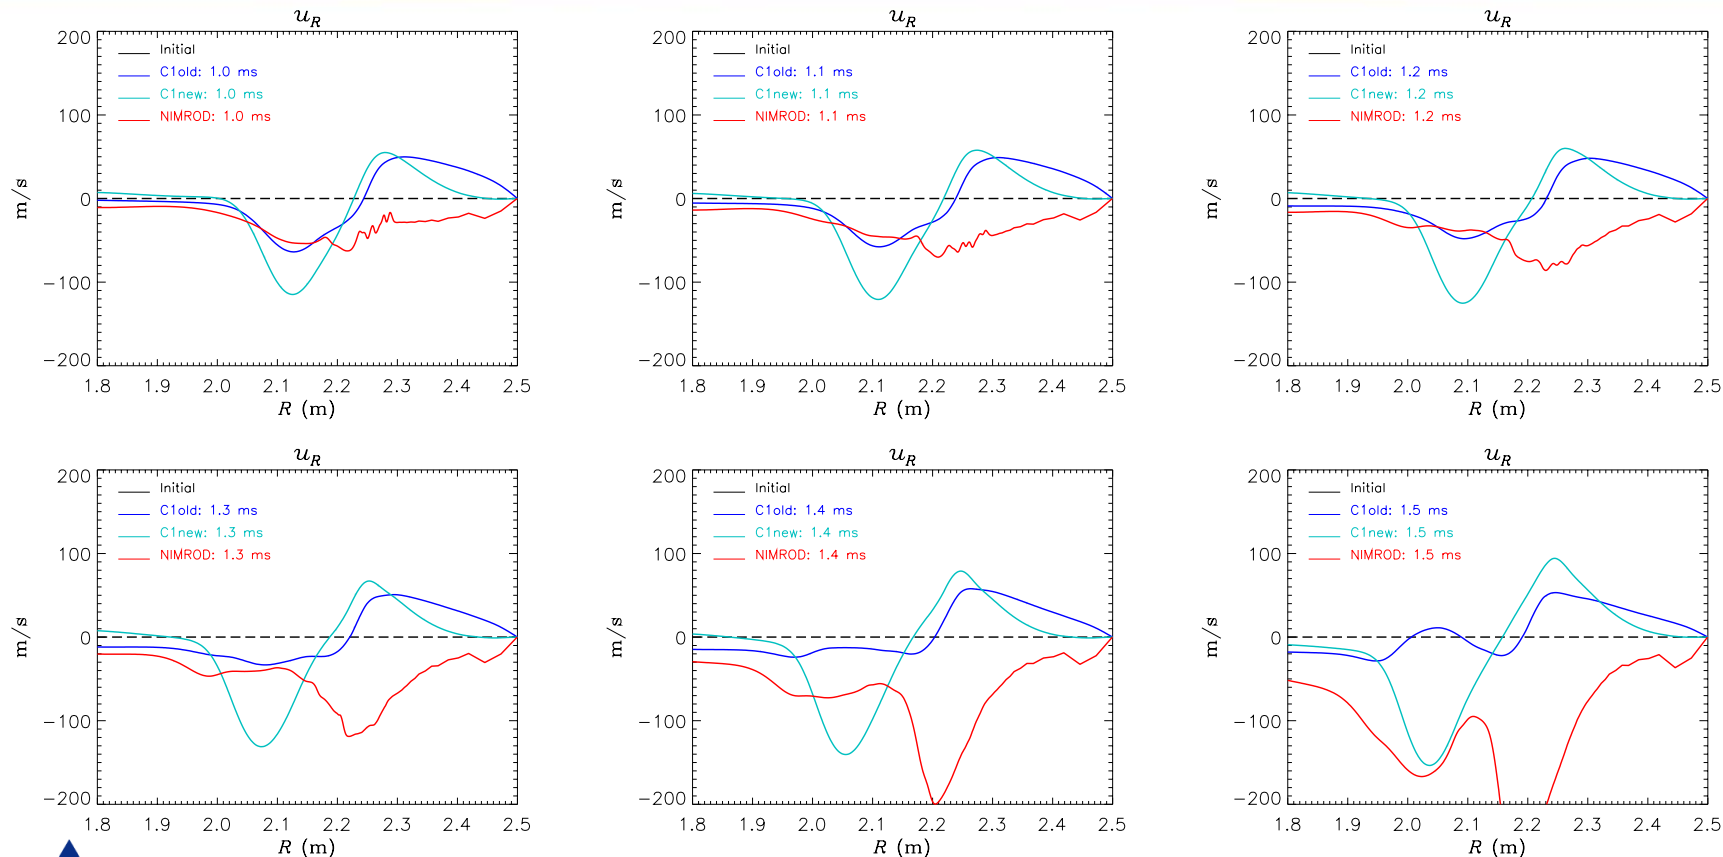 u_R
Initial
C1old: 1.0 ms
C1new: 1.0 ms
NIMROD: 1.0 ms
200
100
0
−100
−200
m/s
1.8 1.9 2.0 2.1 2.2 2.3 2.4 2.5
R (m)
u_R
Initial
C1old: 1.1 ms
C1new: 1.1 ms
NIMROD: 1.1 ms
200
100
0
−100
−200
m/s
1.8 1.9 2.0 2.1 2.2 2.3 2.4 2.5
R (m)
u_R
Initial
C1old: 1.2 ms
C1new: 1.2 ms
NIMROD: 1.2 ms
200
100
0
−100
−200
m/s
1.8 1.9 2.0 2.1 2.2 2.3 2.4 2.5
R (m)
u_R
Initial
C1old: 1.3 ms
C1new: 1.3 ms
NIMROD: 1.3 ms
200
100
0
−100
−200
m/s
1.8 1.9 2.0 2.1 2.2 2.3 2.4 2.5
R (m)
u_R
Initial
C1old: 1.4 ms
C1new: 1.4 ms
NIMROD: 1.4 ms
200
100
0
−100
−200
m/s
1.8 1.9 2.0 2.1 2.2 2.3 2.4 2.5
R (m)
u_R
Initial
C1old: 1.5 ms
C1new: 1.5 ms
NIMROD: 1.5 ms
200
100
0
−100
−200
m/s
1.8 1.9 2.0 2.1 2.2 2.3 2.4 2.5
R (m)